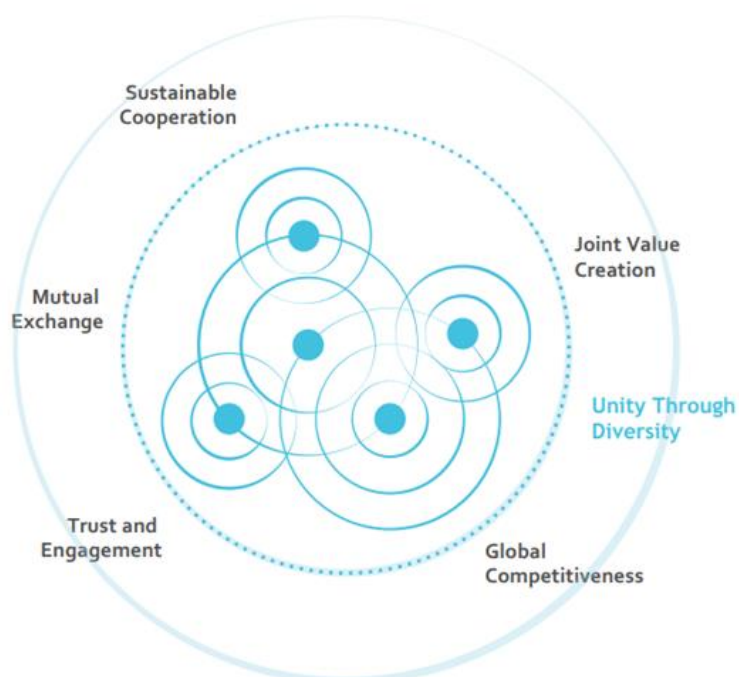 Sustainable
Cooperation
Joint Value
Creation
Mutual
Exchange
Unity Through
Diversity
Trust and
Engagement
Global
Competitiveness